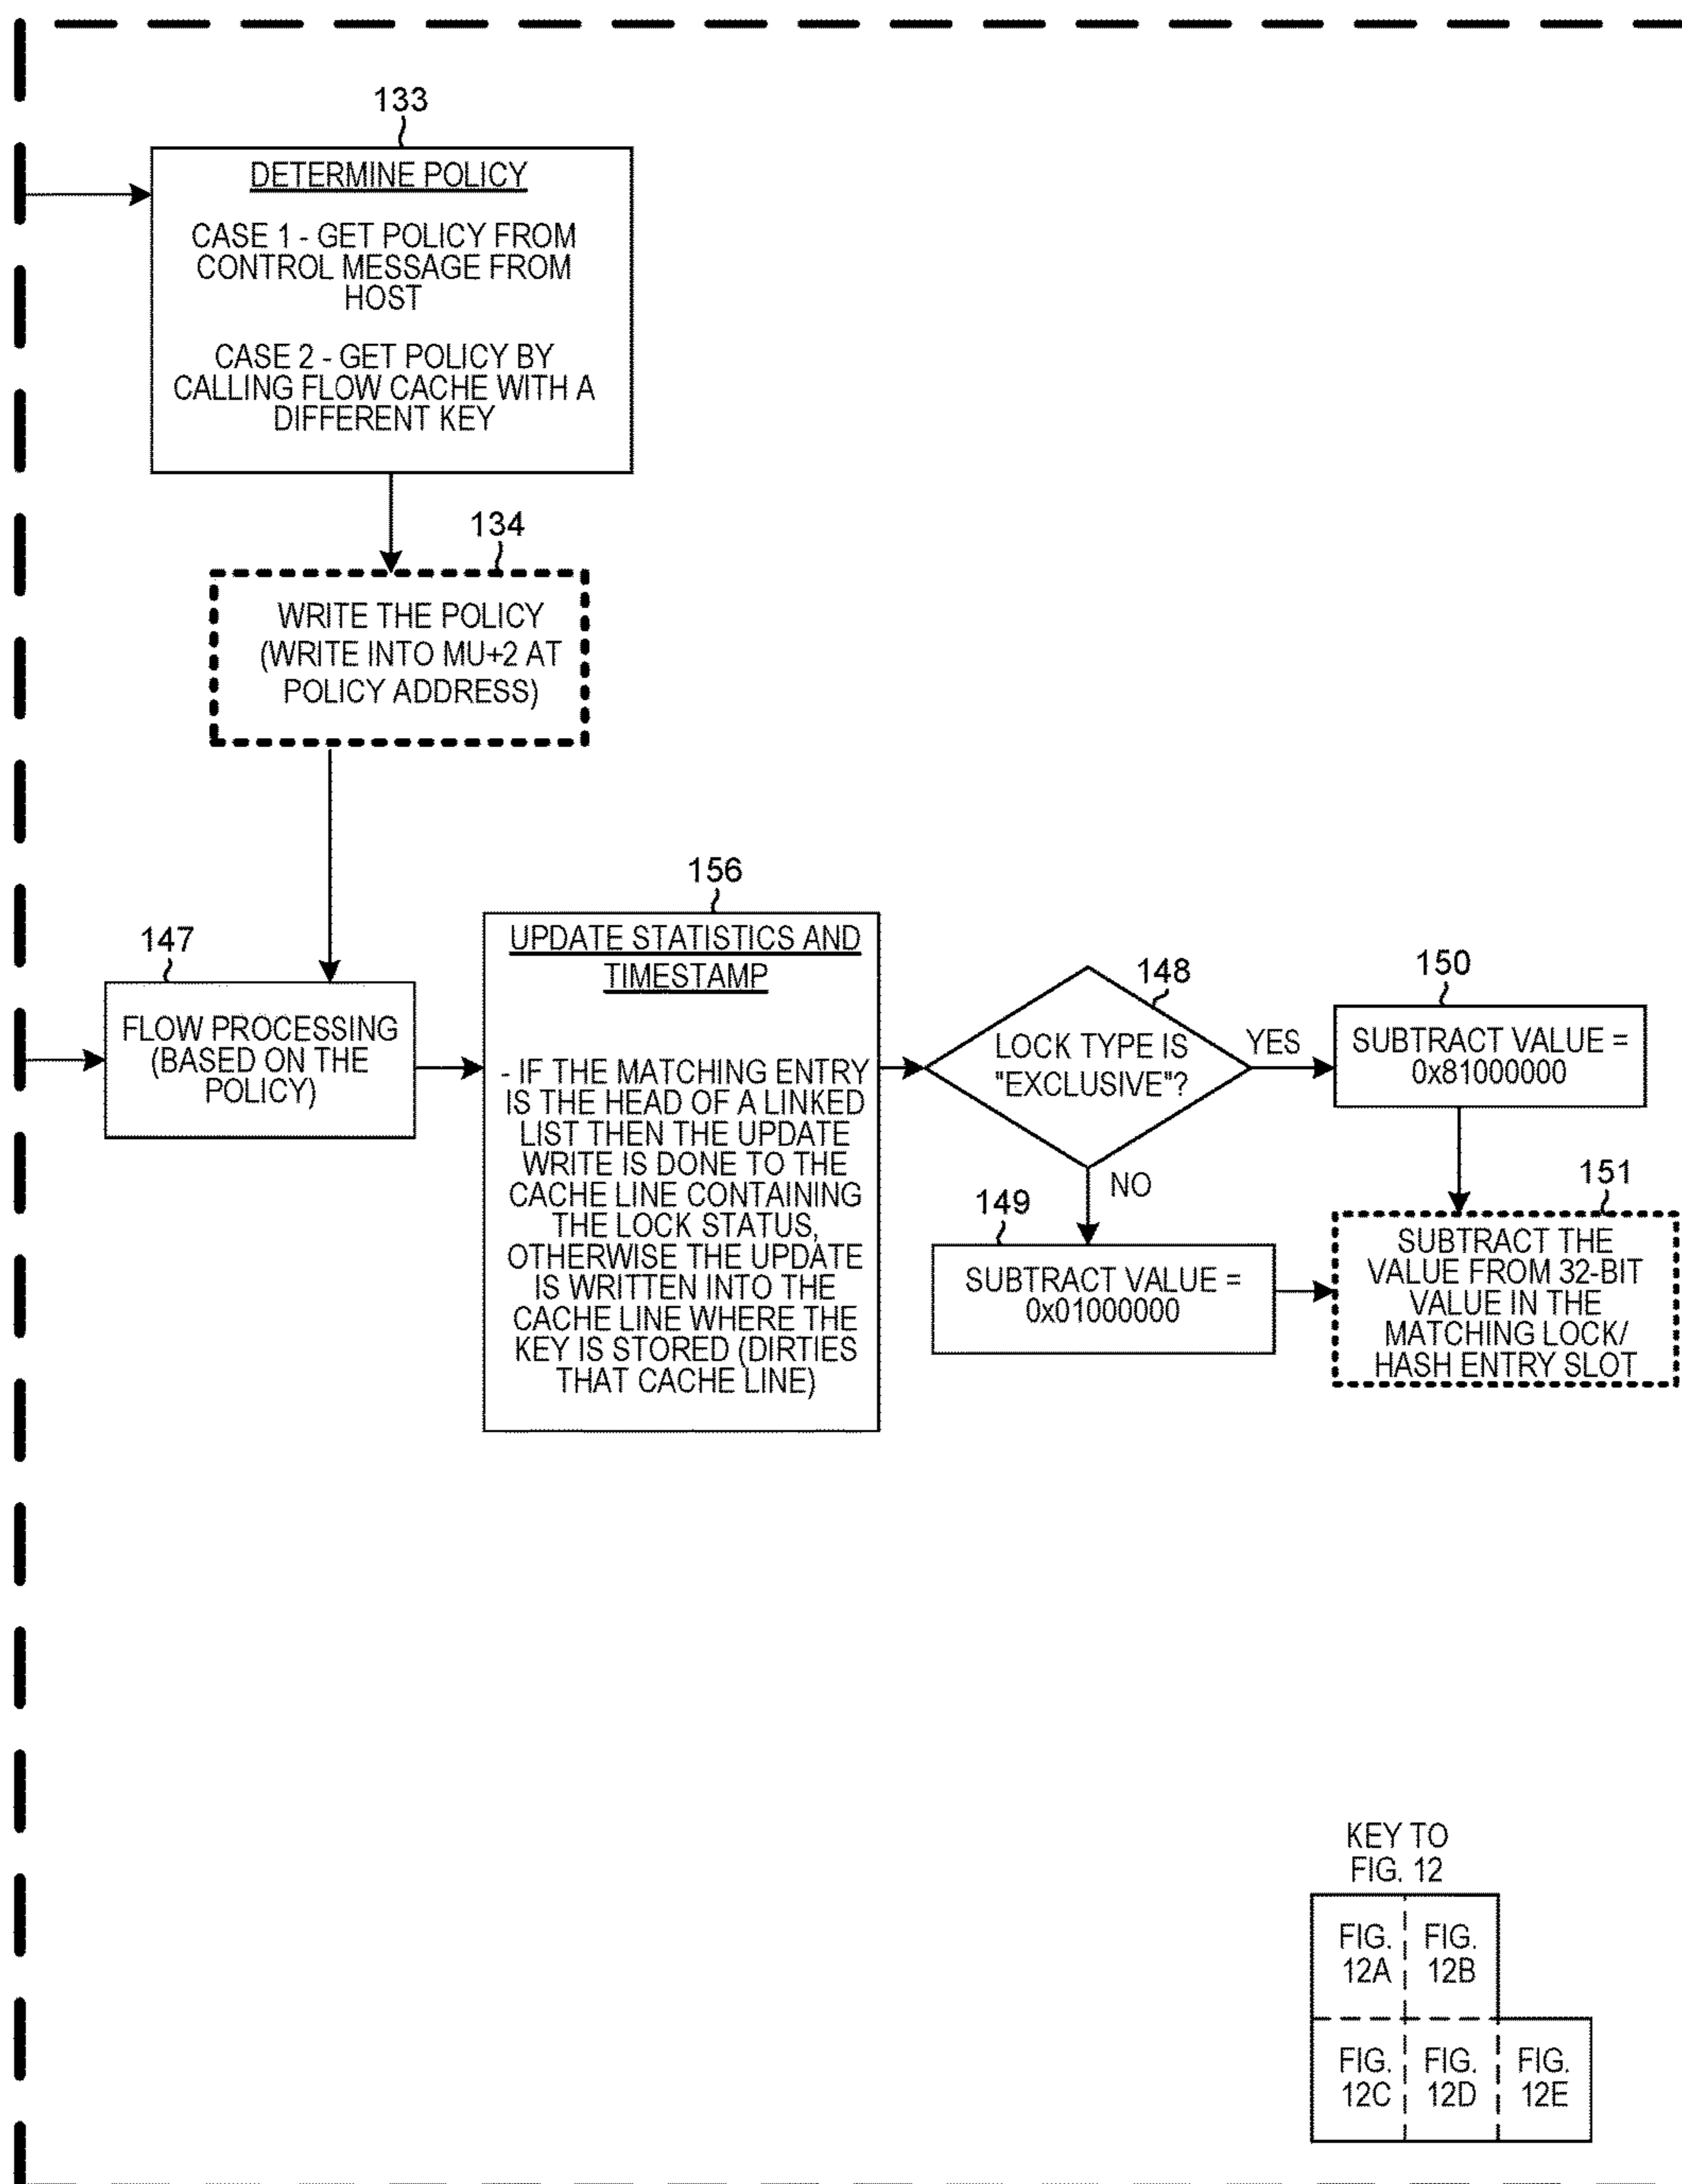 133
DETERMINE POLICY
CASE 1 - GET POLICY FROM
CONTROL MESSAGE FROM
HOST
CASE 2 - GET POLICY BY
CALLING FLOW CACHE WITH A
DIFFERENT KEY
134
WRITE THE POLICY
(WRITE INTO MU+2 AT
POLICY ADDRESS)
147
FLOW PROCESSING
(BASED ON THE
POLICY)
156
UPDATE STATISTICS AND
TIMESTAMP
- IF THE MATCHING ENTRY
IS THE HEAD OF A LINKED
LIST THEN THE UPDATE
WRITE IS DONE TO THE
CACHE LINE CONTAINING
THE LOCK STATUS,
OTHERWISE THE UPDATE
IS WRITTEN INTO THE
CACHE LINE WHERE THE
KEY IS STORED (DIRTIES
THAT CACHE LINE)
148
LOCK TYPE IS
"EXCLUSIVE"?
YES
NO
150
SUBTRACT VALUE =
0x81000000
149
SUBTRACT VALUE =
0x01000000
151
SUBTRACT THE
VALUE FROM 32-BIT
VALUE IN THE
MATCHING LOCK/
HASH ENTRY SLOT
KEY TO
FIG. 12
FIG.
12A
FIG.
12B
FIG.
12C
FIG.
12D
FIG.
12E